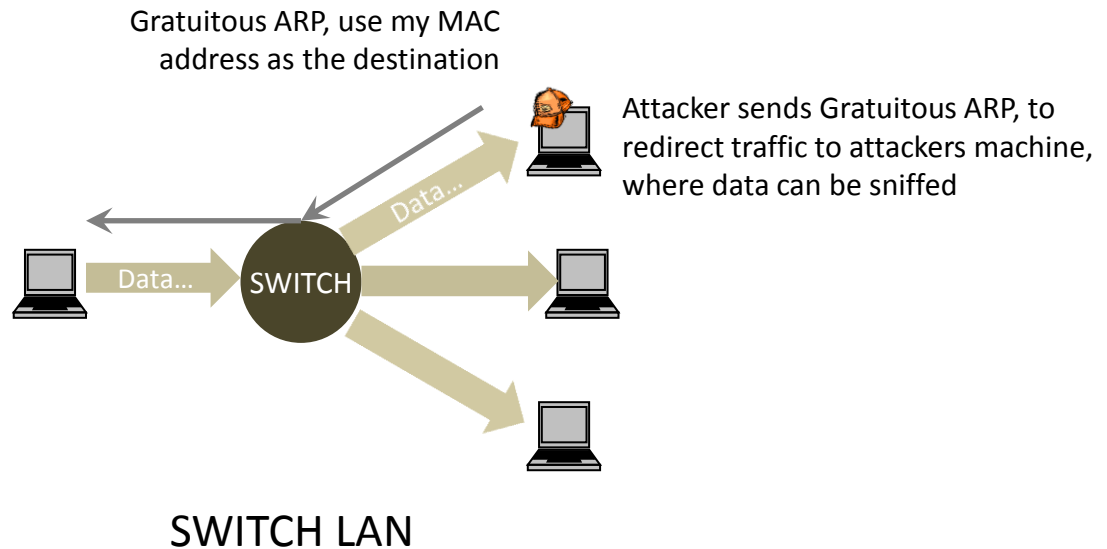 Gratuitous ARP, use my MAC
address as the destination
Attacker sends Gratuitous ARP, to
redirect traffic to attackers machine,
where data can be sniffed
Data...
Data...
SWITCH
SWITCH LAN